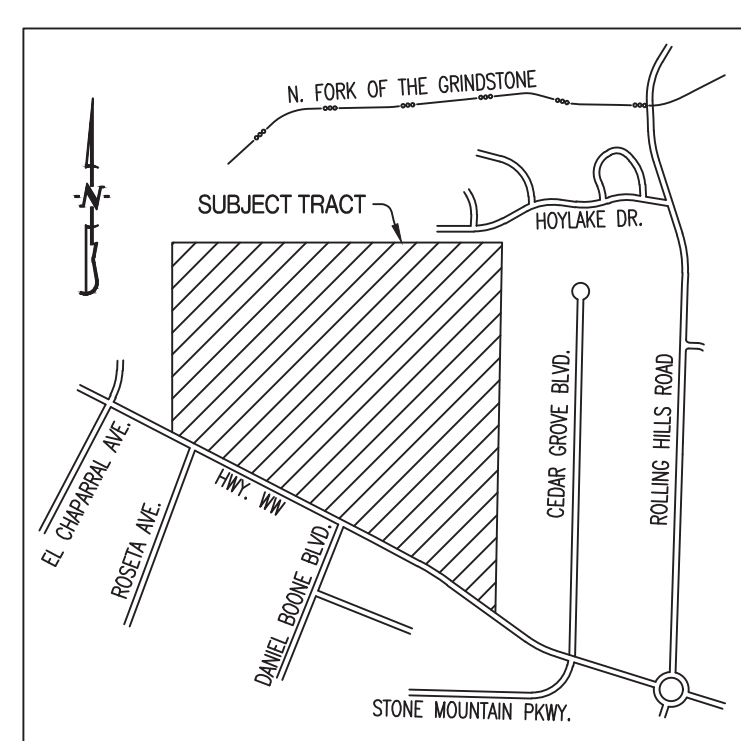 N. FORK OF THE GRINDSTONE
N
SUBJECT TRACT
HOYLAKE DR.
CEDAR GROVE BLVD.
ROLLING HILLS ROAD
EL CHAPARRAL AVE.
ROSETA AVE.
HWY. WW
DANIEL BOONE BLVD.
STONE MOUNTAIN PKWY.